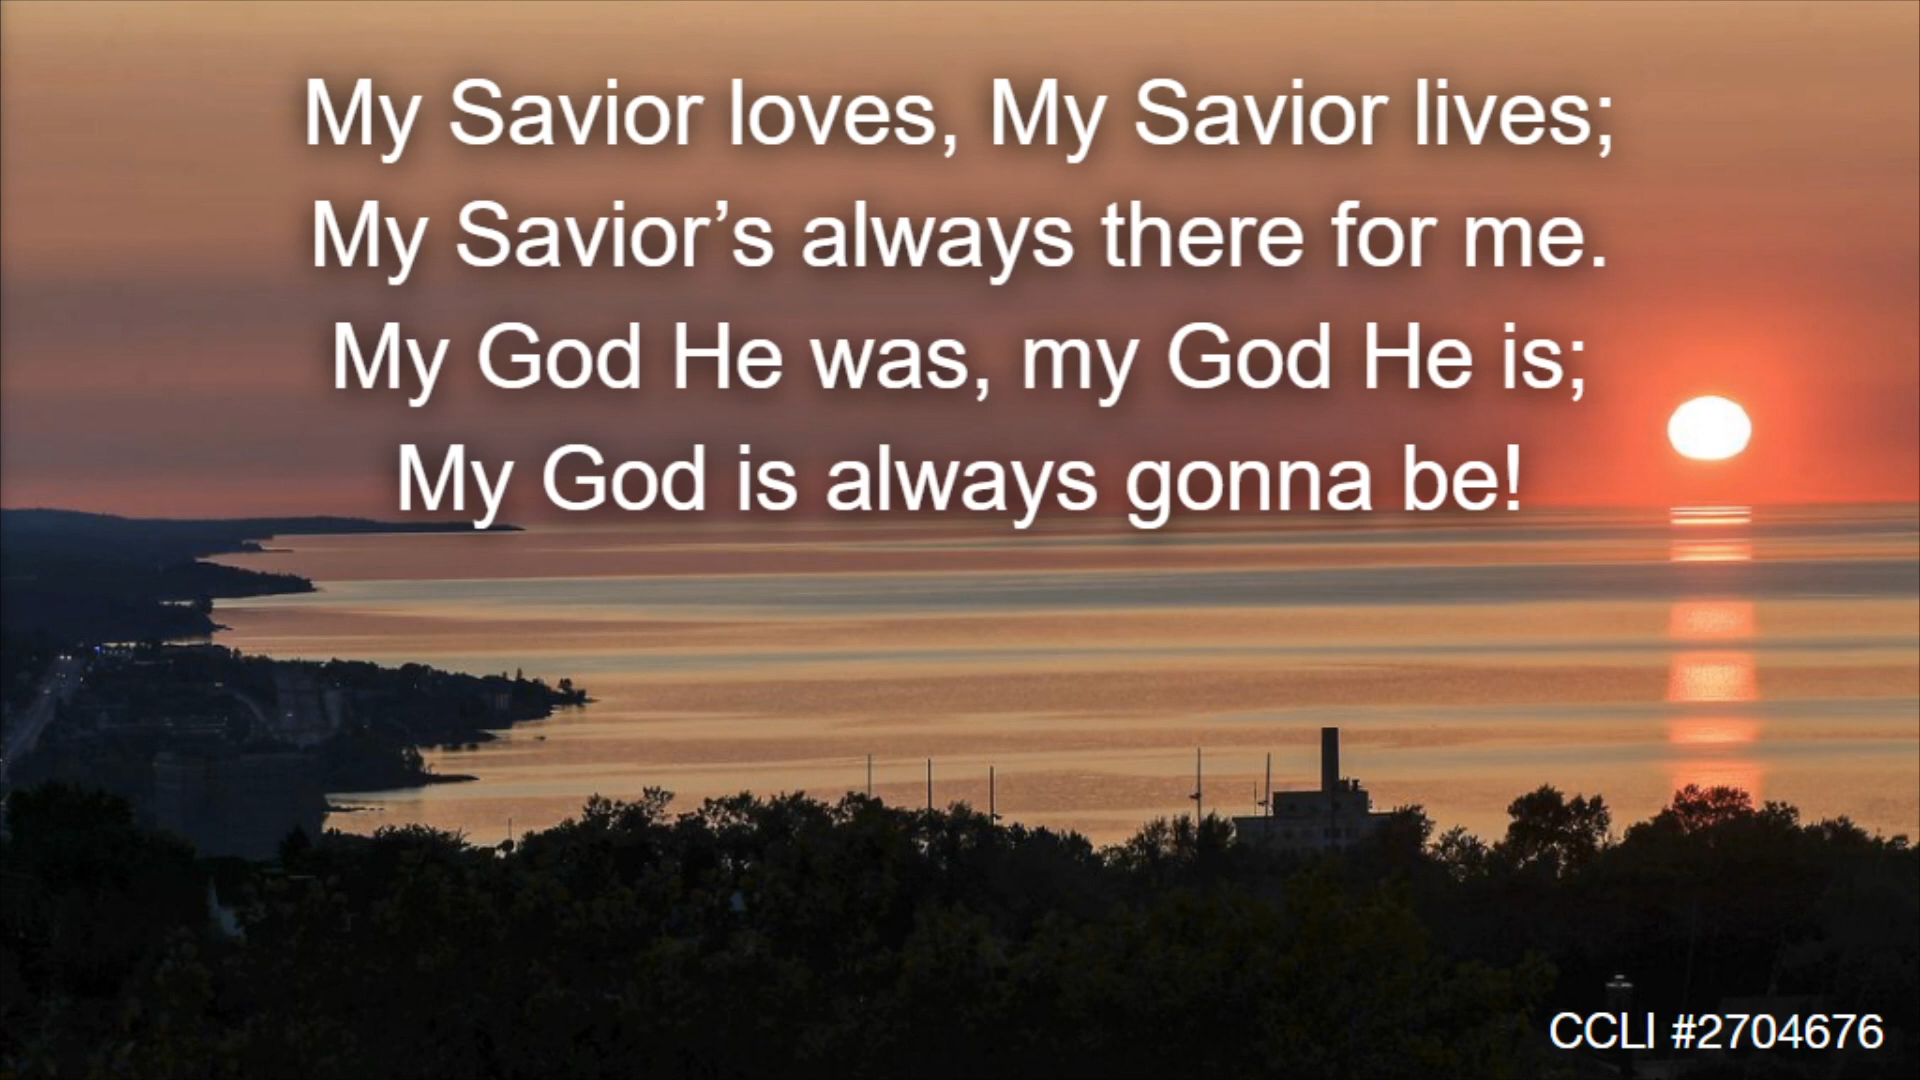 My Savior loves, My Savior lives;
My Savior’s always there for me.
My God He was, my God He is;
My God is always gonna be!
CCLI #2704676